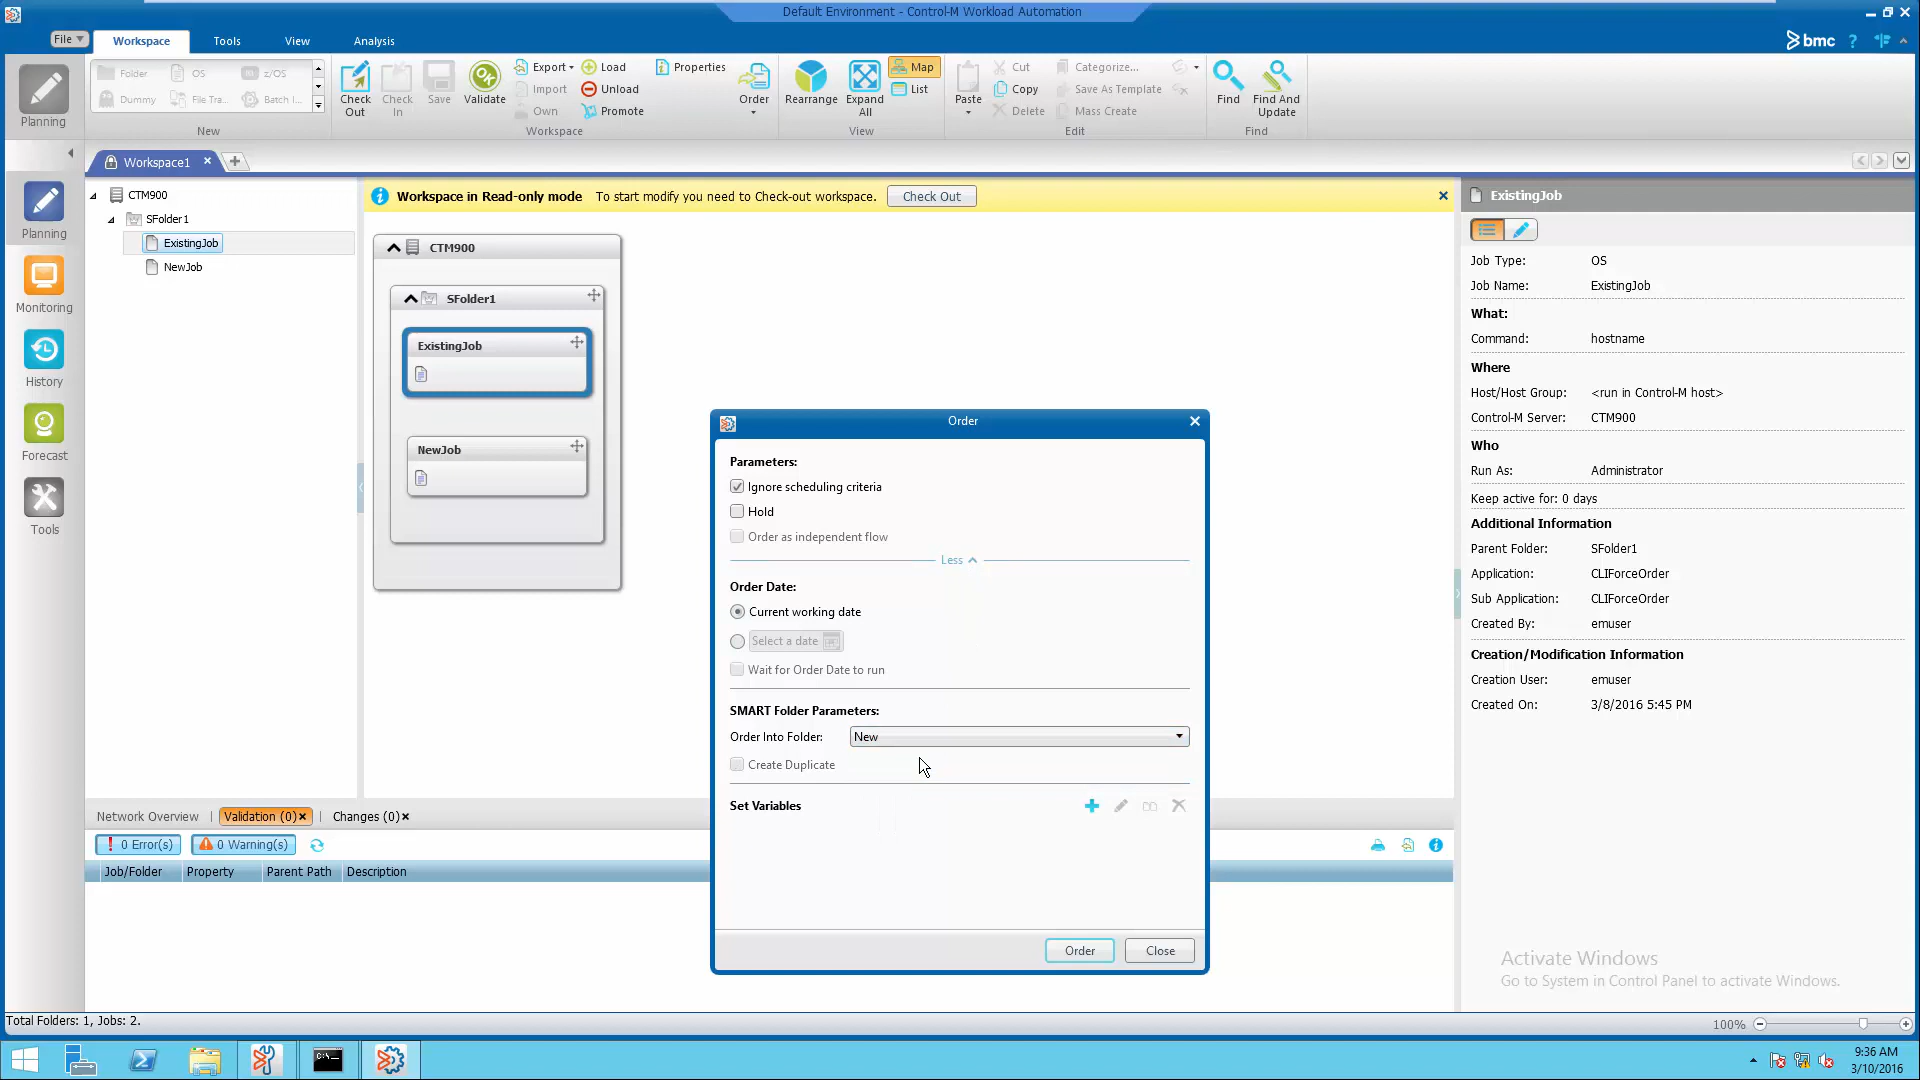 Default Environment - Control-M Workload Automation
File
Workspace
Tools
View
Analysis
bmc
?
Planning
Folder
OS
z/OS
Dummy
File Tra...
Batch I...
New
Check Out
Check In
Save
OK
Validate
Export
Import
Own
Load
Unload
Promote
Properties
Order
Workspace
Rearrange
Expand All
Map
List
View
Paste
Cut
Copy
Delete
Categorize...
Save As Template
Mass Create
Edit
Find
Find And Update
Find
Workspace1
Planning
Monitoring
History
Forecast
Tools
CTM900
SFolder1
ExistingJob
NewJob
Workspace in Read-only mode To start modify you need to Check-out workspace. Check Out
CTM900
SFolder1
ExistingJob
NewJob
Order
Parameters:
Ignore scheduling criteria
Hold
Order as independent flow
Less
Order Date:
Current working date
Select a date
Wait for Order Date to run
SMART Folder Parameters:
Order Into Folder: New
Create Duplicate
Set Variables
Order
Close
ExistingJob
Job Type: OS
Job Name: ExistingJob
What:
Command: hostname
Where
Host/Host Group: <run in Control-M host>
Control-M Server: CTM900
Who
Run As: Administrator
Keep active for: 0 days
Additional Information
Parent Folder: SFolder1
Application: CLIForceOrder
Sub Application: CLIForceOrder
Created By: emuser
Creation/Modification Information
Creation User: emuser
Created On: 3/8/2016 5:45 PM
Network Overview
Validation (0)
Changes (0)
0 Error(s)
0 Warning(s)
Job/Folder
Property
Parent Path
Description
Activate Windows
Go to System in Control Panel to activate Windows.
Total Folders: 1, Jobs: 2.
100%
9:36 AM
3/10/2016